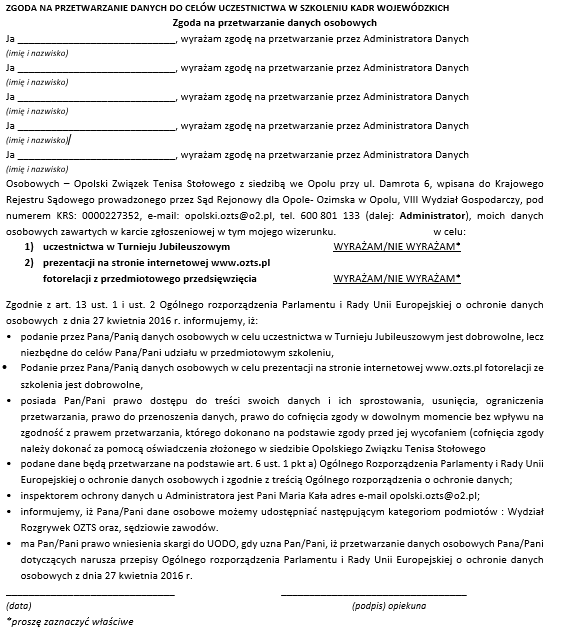 ZGODA NA PRZETWARZANIE DANYCH DO CELÓW UCZESTNICTWA W SZKOLENIU KADR WOJEWÓDZKICH
Zgoda na przetwarzanie danych osobowych
Ja ____________________________, wyrażam zgodę na przetwarzanie przez Administratora Danych
(imię i nazwisko)
Ja ____________________________, wyrażam zgodę na przetwarzanie przez Administratora Danych
(imię i nazwisko)
Ja ____________________________, wyrażam zgodę na przetwarzanie przez Administratora Danych
(imię i nazwisko)
Ja ____________________________, wyrażam zgodę na przetwarzanie przez Administratora Danych
(imię i nazwisko)
Ja ____________________________, wyrażam zgodę na przetwarzanie przez Administratora Danych
(imię i nazwisko)
Osobowych – Opolski Związek Tenisa Stołowego z siedzibą we Opolu przy ul. Damrota 6, wpisana do Krajowego
Rejestru Sądowego prowadzonego przez Sąd Rejonowy dla Opole- Ozimska w Opolu, VIII Wydział Gospodarczy, pod
numerem KRS: 0000227352, e-mail: opolski.ozts@o2.pl, tel. 600 801 133 (dalej: Administrator), moich danych
osobowych zawartych w karcie zgłoszeniowej w tym mojego wizerunku. w celu:
1) uczestnictwa w Turnieju Jubileuszowym WYRAŻAM/NIE WYRAŻAM*
2) prezentacji na stronie internetowej www.ozts.pl
fotorelacji z przedmiotowego przedsięwzięcia WYRAŻAM/NIE WYRAŻAM*
Zgodnie z art. 13 ust. 1 i ust. 2 Ogólnego rozporządzenia Parlamentu i Rady Unii Europejskiej o ochronie danych
osobowych z dnia 27 kwietnia 2016 r. informujemy, iż:
• podanie przez Pana/Panią danych osobowych w celu uczestnictwa w Turnieju Jubileuszowym jest dobrowolne, lecz
niezbędne do celów Pana/Pani udziału w przedmiotowym szkoleniu,
• Podanie przez Pana/Panią danych osobowych w celu prezentacji na stronie internetowej www.ozts.pl fotorelacji ze
szkolenia jest dobrowolne,
• posiada Pan/Pani prawo dostępu do treści swoich danych i ich sprostowania, usunięcia, ograniczenia
przetwarzania, prawo do przenoszenia danych, prawo do cofnięcia zgody w dowolnym momencie bez wpływu na
zgodność z prawem przetwarzania, którego dokonano na podstawie zgody przed jej wycofaniem (cofnięcia zgody
należy dokonać za pomocą oświadczenia złożonego w siedzibie Opolskiego Związku Tenisa Stołowego
• podane dane będą przetwarzane na podstawie art. 6 ust. 1 pkt a) Ogólnego Rozporządzenia Parlamenty i Rady Unii
Europejskiej o ochronie danych osobowych i zgodnie z treścią Ogólnego rozporządzenia o ochronie danych;
• inspektorem ochrony danych u Administratora jest Pani Maria Kała adres e-mail opolski.ozts@o2.pl;
• informujemy, iż Pana/Pani dane osobowe możemy udostępniać następującym kategoriom podmiotów : Wydział
Rozgrywek OZTS oraz, sędziowie zawodów.
• ma Pan/Pani prawo wniesienia skargi do UODO, gdy uzna Pan/Pani, iż przetwarzanie danych osobowych Pana/Pani
dotyczących narusza przepisy Ogólnego rozporządzenia Parlamentu i Rady Unii Europejskiej o ochronie danych
osobowych z dnia 27 kwietnia 2016 r.
______________________________ _________________________________
(data) (podpis) opiekuna
*proszę zaznaczyć właściwe